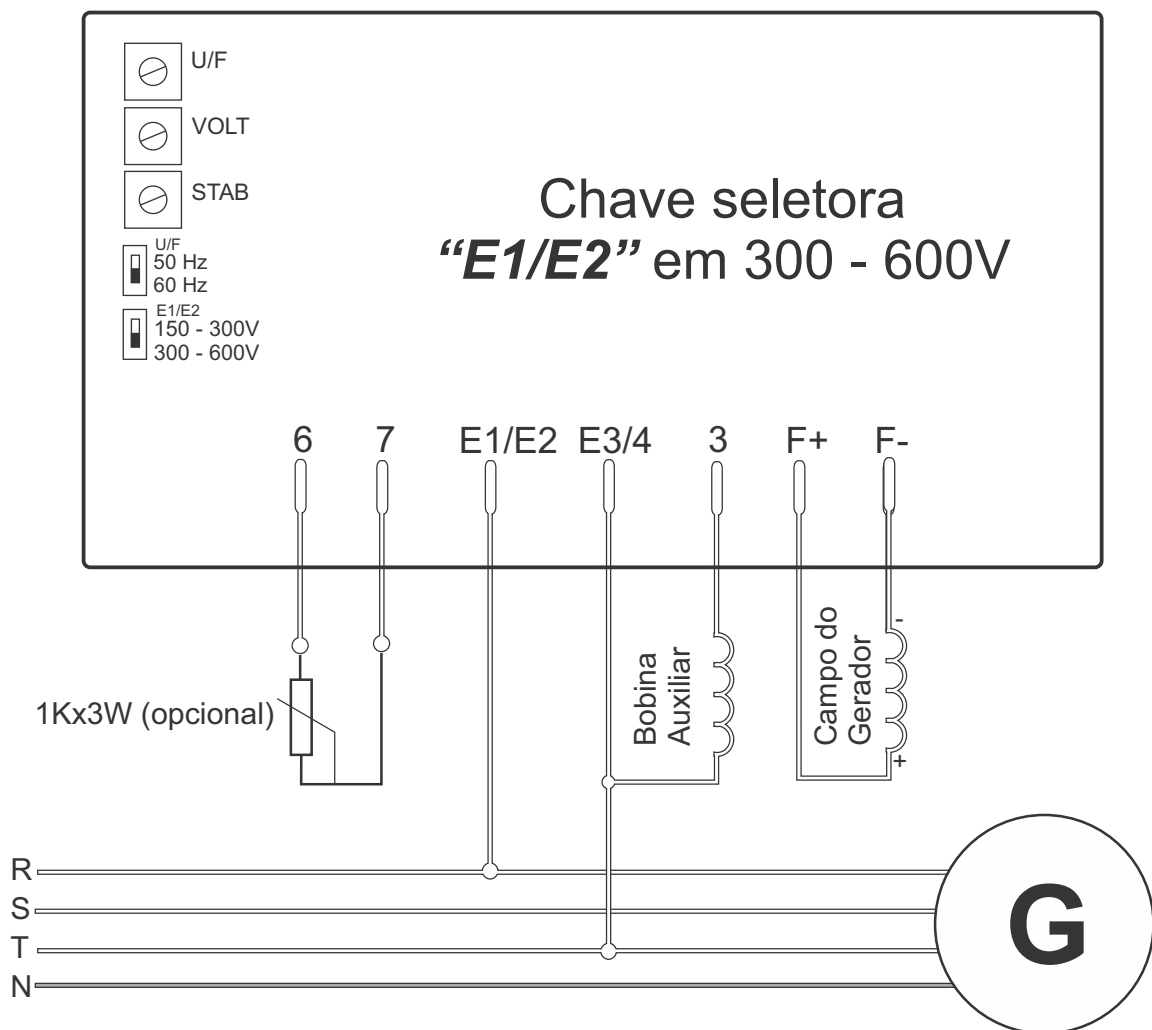 U/F
VOLT
STAB
U/F
50 Hz
60 Hz
E1/E2
150 - 300V
300 - 600V
Chave seletora
“E1/E2” em 300 - 600V
6 7 E1/E2 E3/4 3 F+ F-
1Kx3W (opcional)
Bobina
Auxiliar
Campo do
Gerador
-
+
R
S
T
N
G